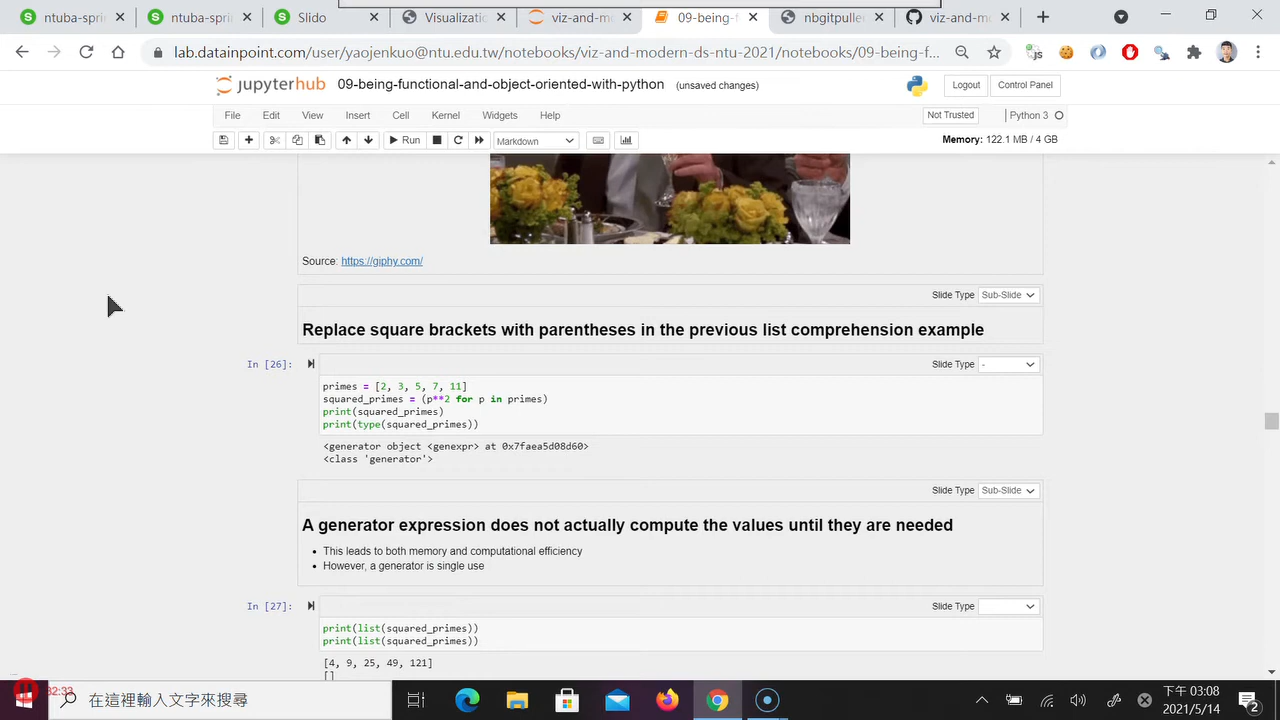 ntuba-spri
ntuba-spri
Slido
Visualizatio
viz-and-mo
09-being-f
nbgitpuller
viz-and-mo
lab.datainpoint.com/user/yaojenkuo@ntu.edu.tw/notebooks/viz-and-modern-ds-ntu-2021/notebooks/09-being-f...
jupyterhub
09-being-functional-and-object-oriented-with-python
(unsaved changes)
Logout
Control Panel
File
Edit
View
Insert
Cell
Kernel
Widgets
Help
Not Trusted
Python 3
Run
Markdown
Memory: 122.1 MB / 4 GB
Source: https://giphy.com/
Slide Type
Sub-Slide
Replace square brackets with parentheses in the previous list comprehension example
In [26]:
Slide Type
-
primes = [2, 3, 5, 7, 11]
squared_primes = (p**2 for p in primes)
print(squared_primes)
print(type(squared_primes))
<generator object <genexpr> at 0x7faea5d08d60>
<class 'generator'>
Slide Type
Sub-Slide
A generator expression does not actually compute the values until they are needed
This leads to both memory and computational efficiency
However, a generator is single use
In [27]:
Slide Type
print(list(squared_primes))
print(list(squared_primes))
[4, 9, 25, 49, 121]
[]
32:33
在這裡輸入文字來搜尋
下午 03:08
2021/5/14
2